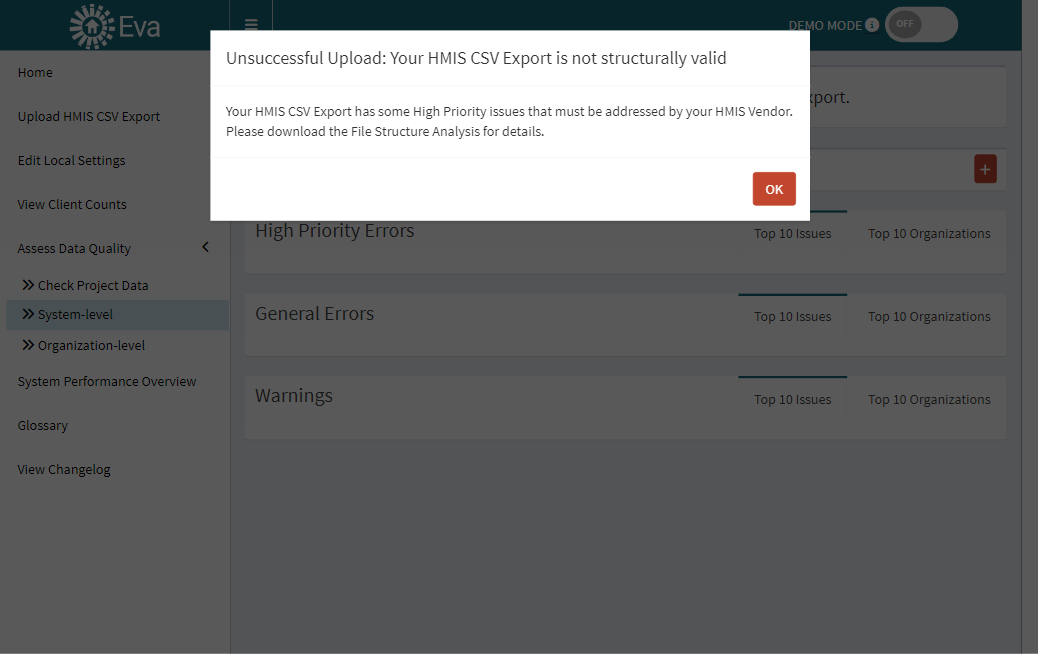 Eva
DEMO MODE i
OFF
Unsuccessful Upload: Your HMIS CSV Export is not structurally valid
Your HMIS CSV Export has some High Priority issues that must be addressed by your HMIS Vendor.
Please download the File Structure Analysis for details.
OK
Home
Upload HMIS CSV Export
Edit Local Settings
View Client Counts
Assess Data Quality
Check Project Data
System-level
Organization-level
System Performance Overview
Glossary
View Changelog
+
High Priority Errors
Top 10 Issues
Top 10 Organizations
General Errors
Top 10 Issues
Top 10 Organizations
Warnings
Top 10 Issues
Top 10 Organizations